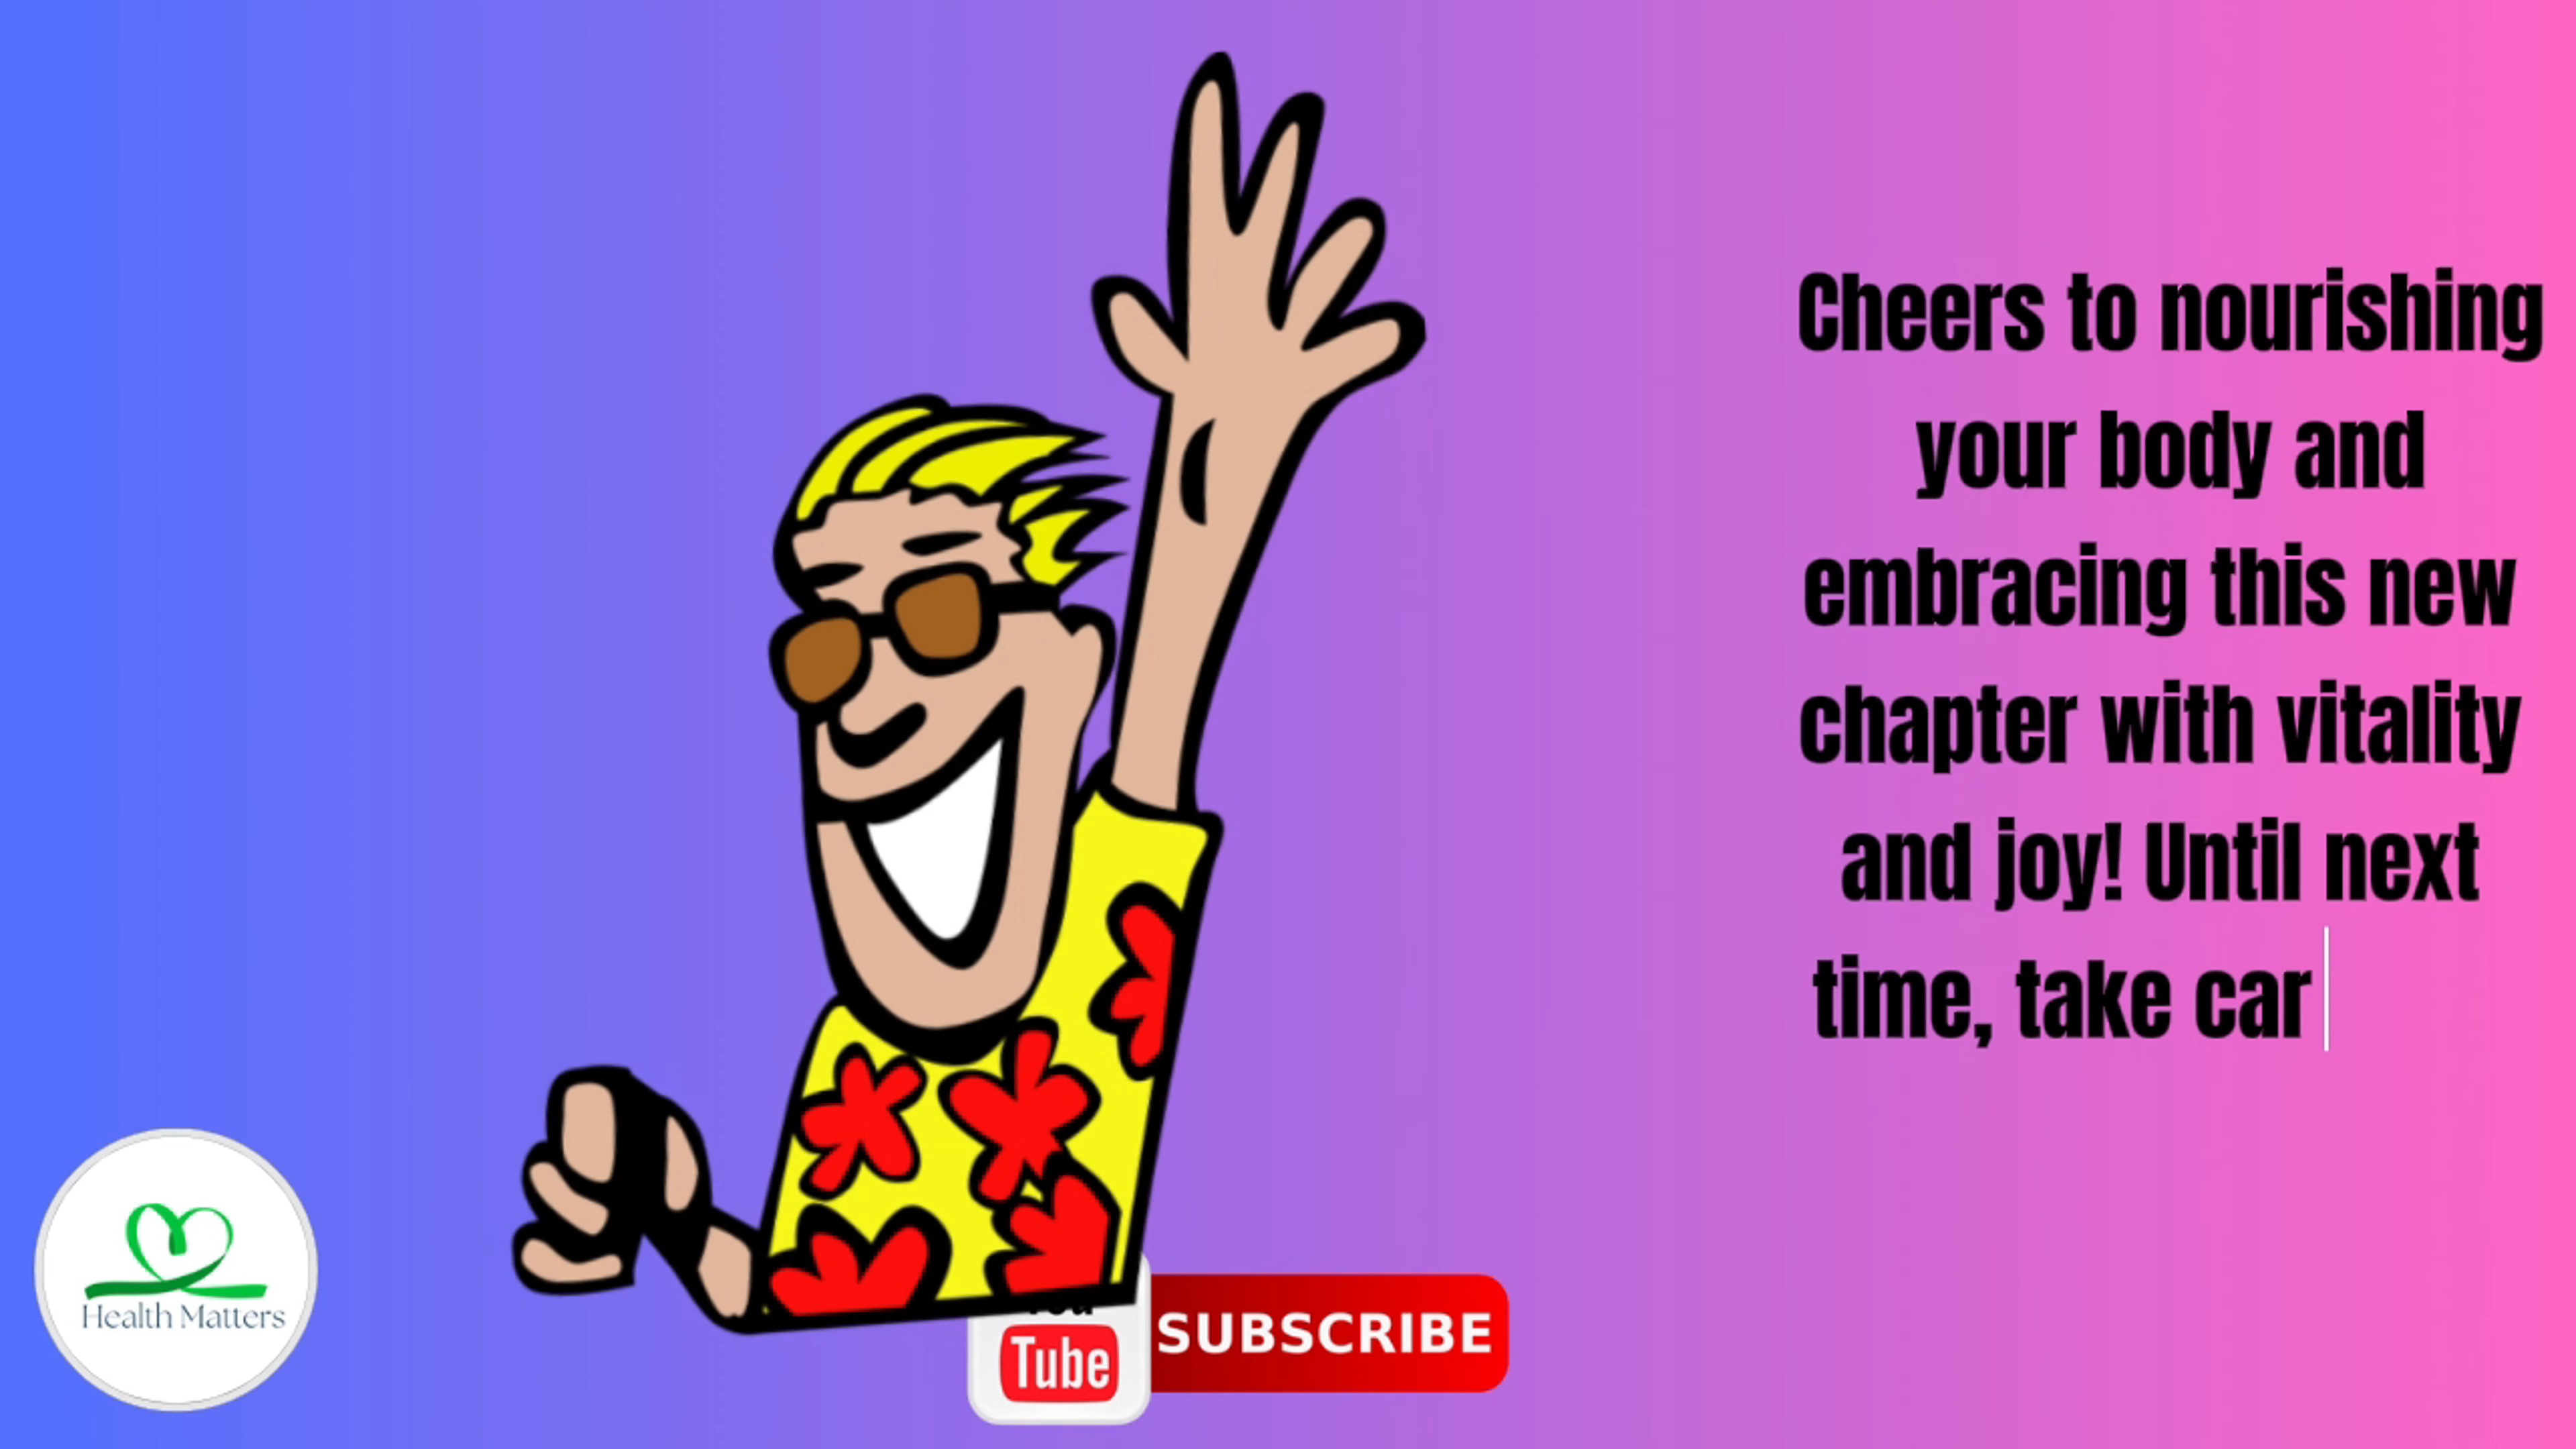 Cheers to nourishing
your body and
embracing this new
chapter with vitality
and joy! Until next
time, take car
Health Matters
Tube
SUBSCRIBE